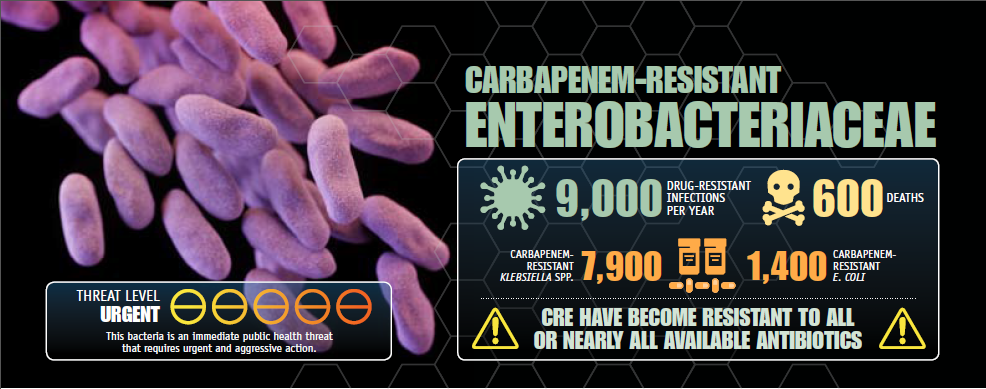 CARBAPENEM-RESISTANT
ENTEROBACTERIACEAE
9,000
DRUG-RESISTANT
INFECTIONS
PER YEAR
600
DEATHS
CARBAPENEM-
RESISTANT
KLEBSIELLA SPP.
7,900
1,400
CARBAPENEM-
RESISTANT
E. COLI
CRE HAVE BECOME RESISTANT TO ALL
OR NEARLY ALL AVAILABLE ANTIBIOTICS
THREAT LEVEL
URGENT
This bacteria is an immediate public health threat
that requires urgent and aggressive action.